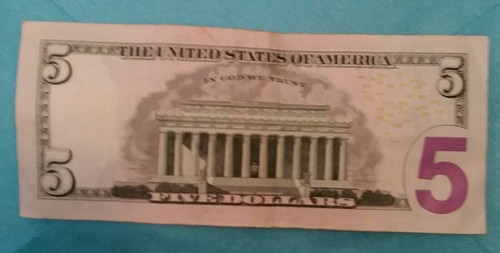 5 THE UNITED STATES OF AMERICA 5
IN GOD WE TRUST
5 FIVE DOLLARS 5